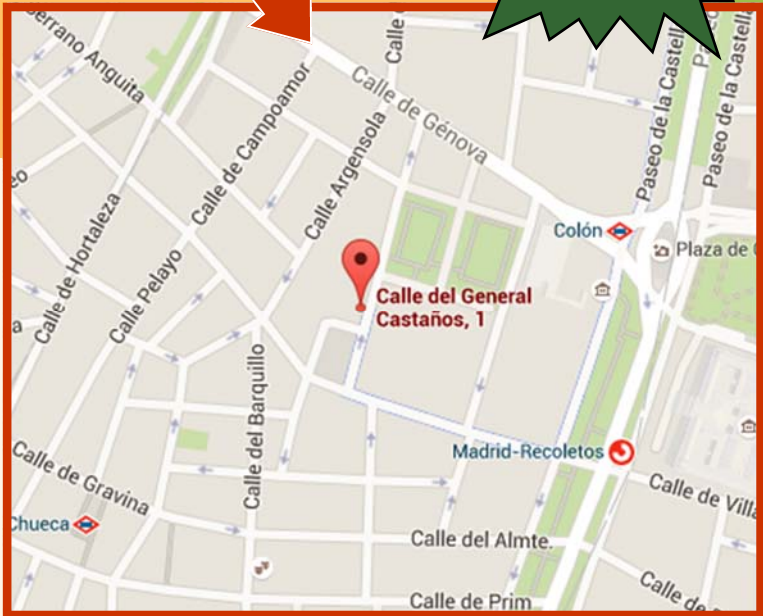 Serrano Anguita
Calle de Campoamor
Calle Argensola
Calle
Calle de Génova
Paseo de la Castell
Paseo de la Castella
Calle de Hortaleza
Calle Pelayo
Colón
Plaza de
Calle del General
Castaños, 1
Calle del Barquillo
Madrid-Recoletos
Calle de Gravina
Calle de Villa
Chueca
Calle del Almte.
Calle de Prim
Calle de